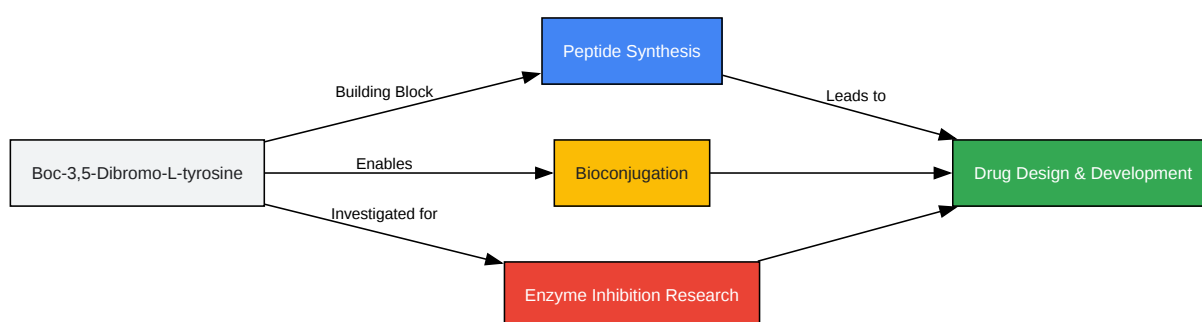 Peptide Synthesis
Building Block
Leads to
Boc-3,5-Dibromo-L-tyrosine
Enables
Bioconjugation
Drug Design & Development
Investigated for
Enzyme Inhibition Research